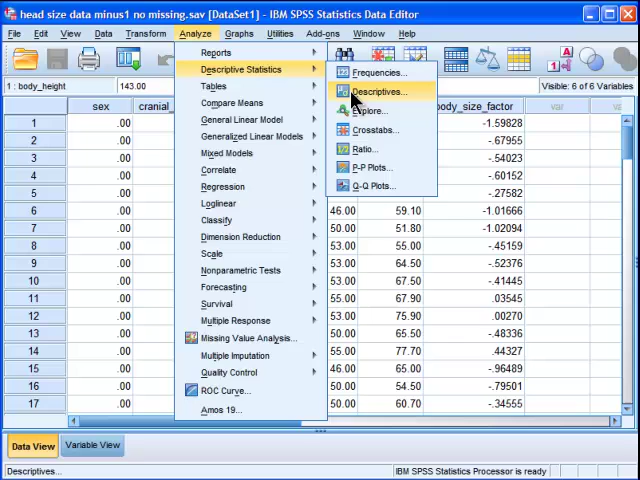 head size data minus1 no missing.sav [DataSet1] - IBM SPSS Statistics Data Editor
File Edit View Data Transform Analyze Graphs Utilities Add-ons Window Help
1 : body_height 143.00 Visible: 6 of 6 Variables
sex cranial_ body_size_factor var v
Reports
Descriptive Statistics
Tables
Compare Means
General Linear Model
Generalized Linear Models
Mixed Models
Correlate
Regression
Loglinear
Classify
Dimension Reduction
Scale
Nonparametric Tests
Forecasting
Survival
Multiple Response
Missing Value Analysis...
Multiple Imputation
Quality Control
ROC Curve...
Amos 19...
Frequencies...
Descriptives...
Explore...
Crosstabs...
Ratio...
P-P Plots...
Q-Q Plots...
1 .00 -1.59828
2 .00 -.67955
3 .00 -.54023
4 .00 -.60152
5 .00 -.27582
6 .00 46.00 59.10 -1.01666
7 .00 50.00 51.80 -1.02094
8 .00 53.00 55.00 -.45159
9 .00 53.00 64.50 -.52376
10 .00 53.00 67.50 -.41445
11 .00 55.00 67.90 .03545
12 .00 55.00 75.90 .00270
13 .00 50.00 65.50 -.48336
14 .00 55.00 77.70 .44327
15 .00 46.00 65.00 -.96489
16 .00 50.00 54.50 -.79501
17 .00 50.00 60.70 -.34555
Data View Variable View
Descriptives... IBM SPSS Statistics Processor is ready